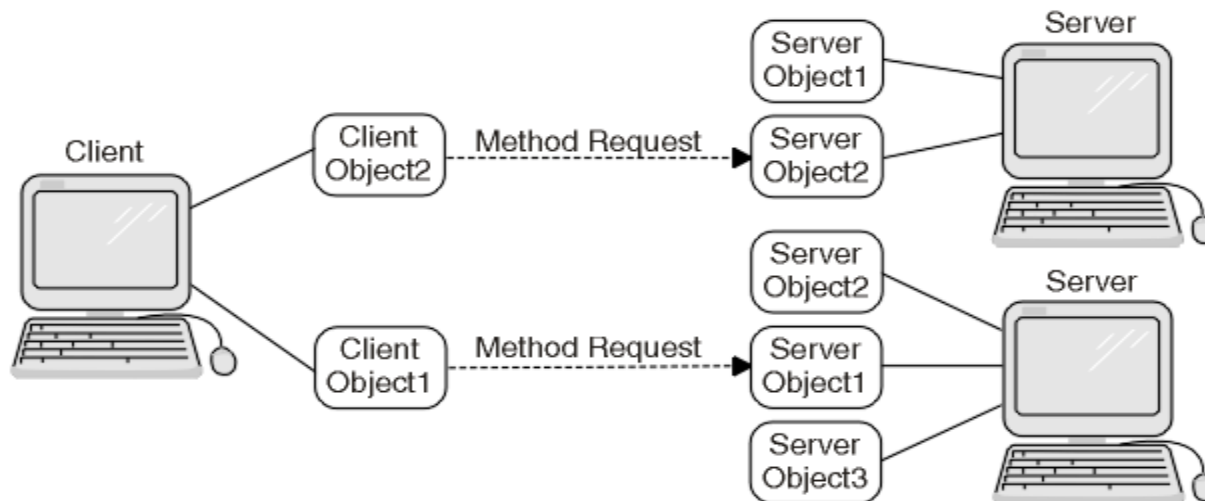 Client
Client
Object2
Method Request
Server
Object1
Server
Object2
Server
Client
Object1
Method Request
Server
Object2
Server
Object1
Server
Object3
Server